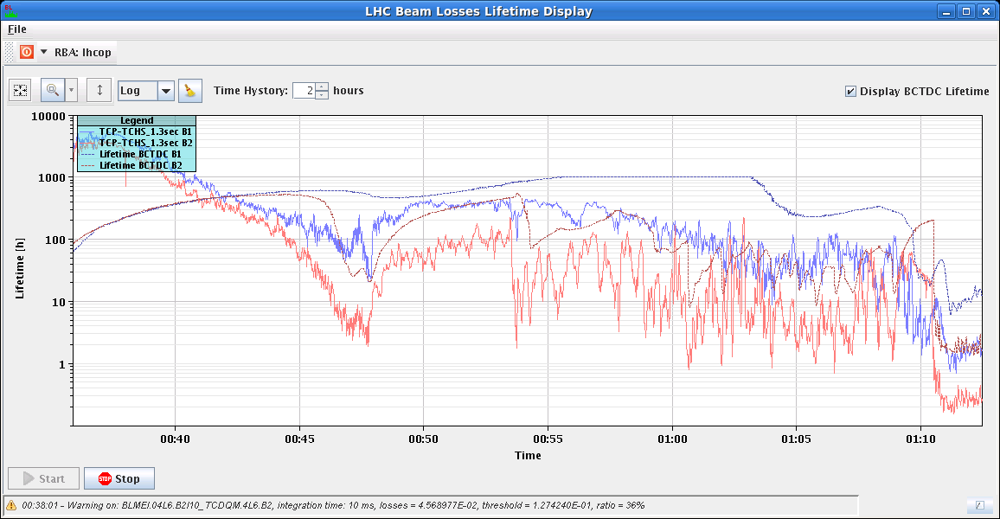 BL
LHC Beam Losses Lifetime Display
File
RBA: lhcop
Log
Time Hystory: 2 hours
Display BCTDC Lifetime
Legend
TCP-TCHS_1.3sec B1
TCP-TCHS_1.3sec B2
Lifetime BCTDC B1
Lifetime BCTDC B2
10000
1000
100
10
1
Lifetime [h]
00:40 00:45 00:50 00:55 01:00 01:05 01:10
Time
Start
STOP Stop
00:38:01 - Warning on: BLMEI.04L6.B2I10_TCDQM.4L6.B2, integration time: 10 ms, losses = 4.568977E-02, threshold = 1.274240E-01, ratio = 36%